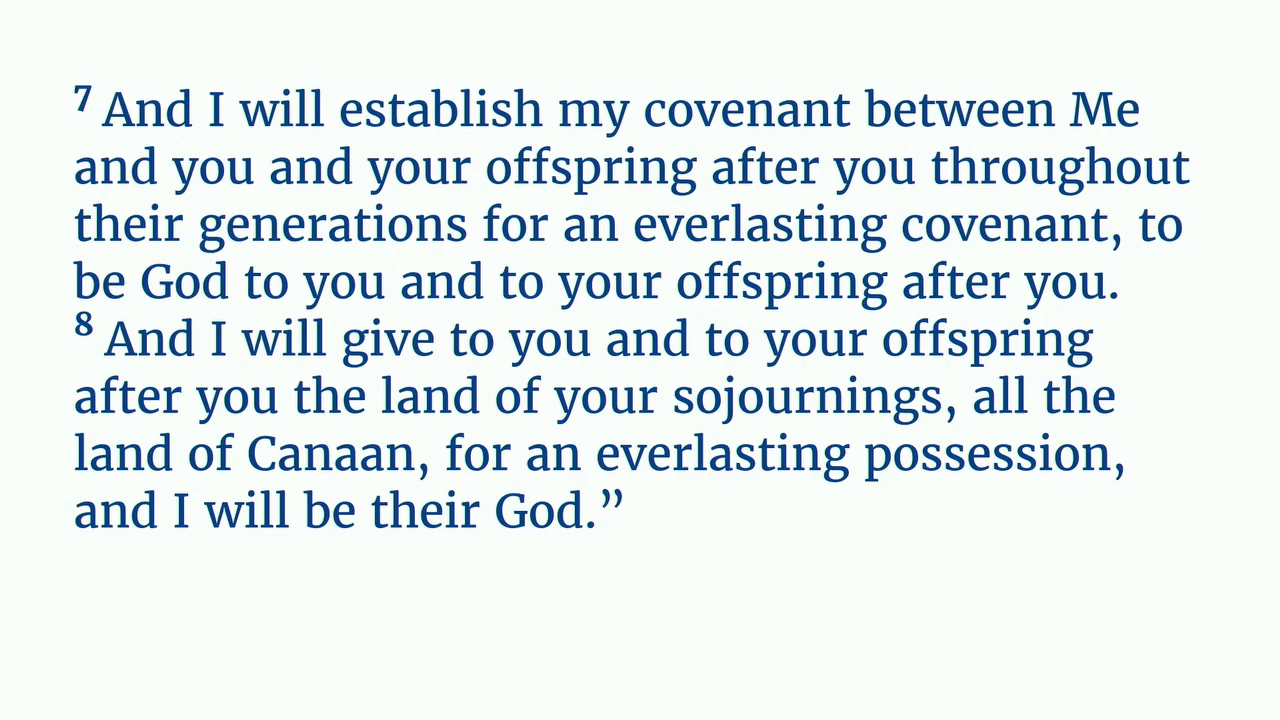 ⁷ And I will establish my covenant between Me
and you and your offspring after you throughout
their generations for an everlasting covenant, to
be God to you and to your offspring after you.
⁸ And I will give to you and to your offspring
after you the land of your sojournings, all the
land of Canaan, for an everlasting possession,
and I will be their God.”